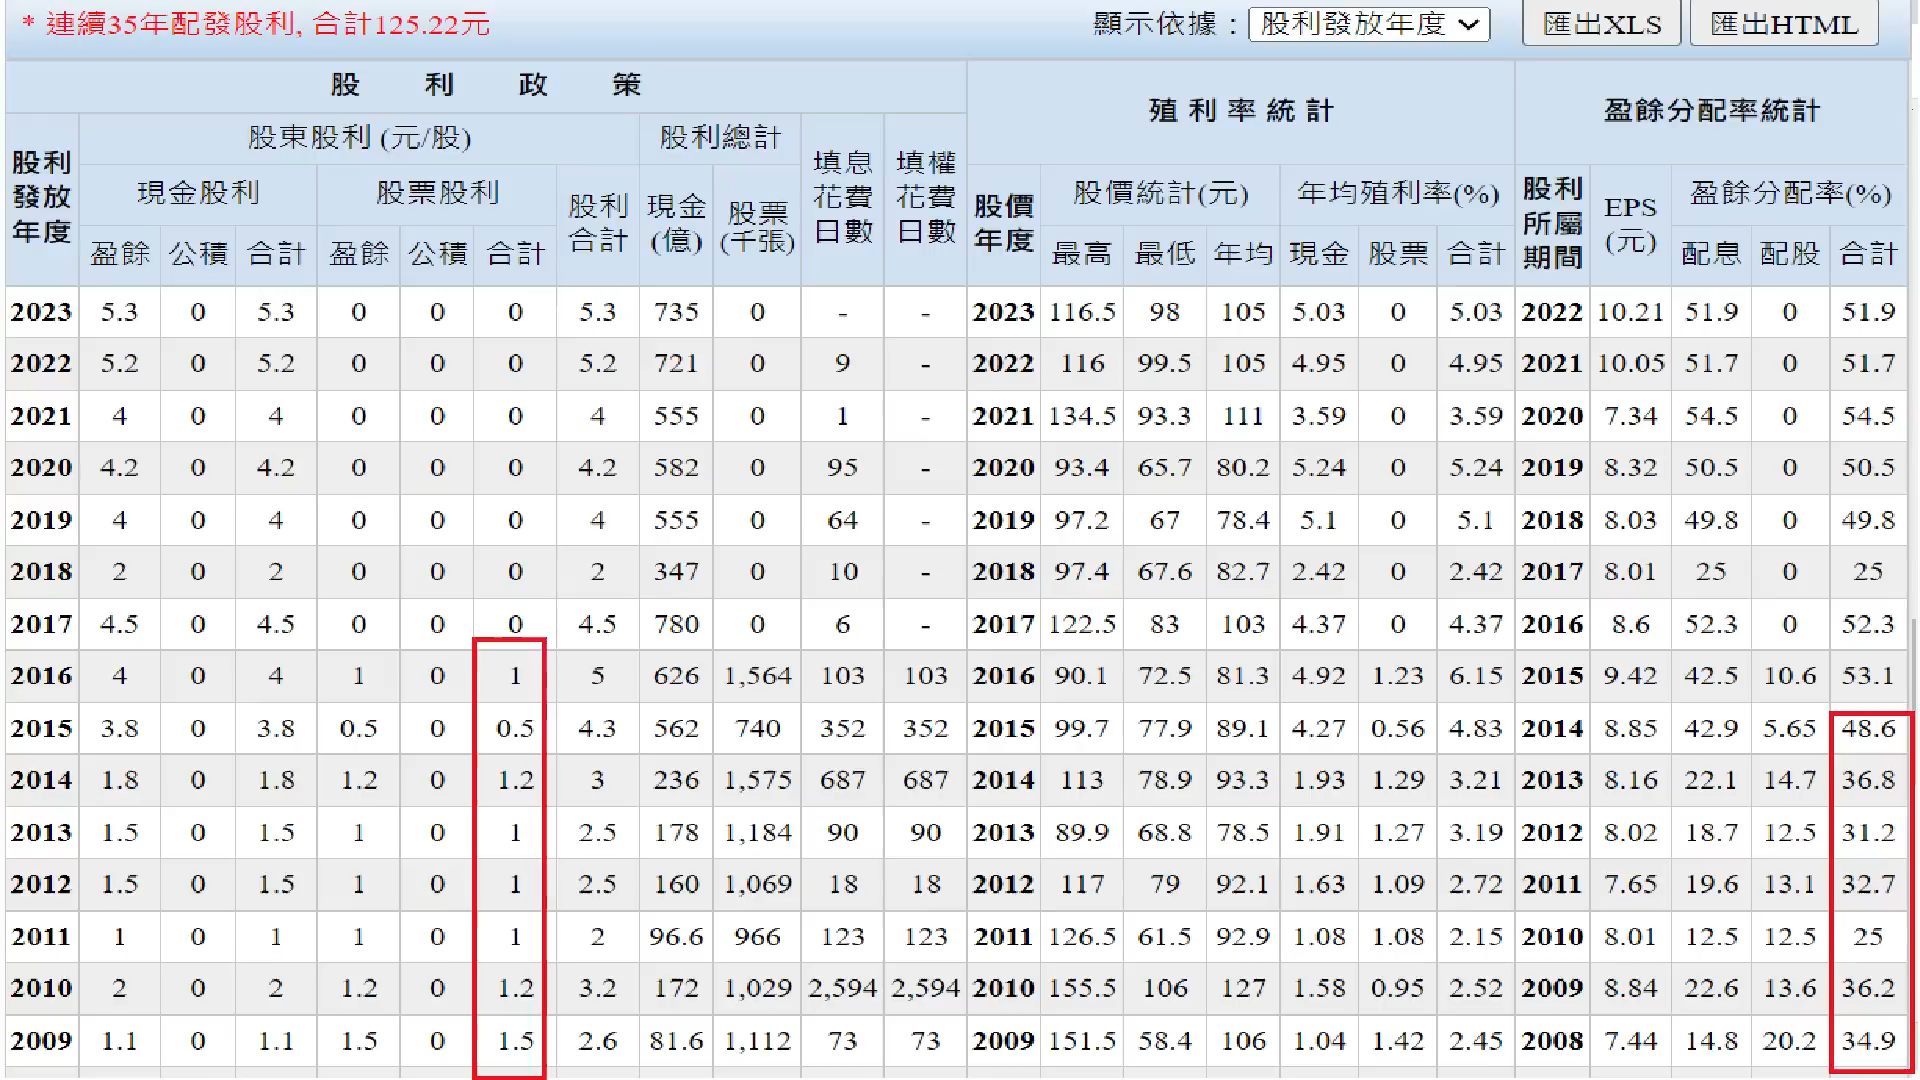 * 連續35年配發股利, 合計125.22元 顯示依據： 股利發放年度 匯出XLS 匯出HTML
股利政策 殖利率統計 盈餘分配率統計
股利發放年度 股東股利 (元/股) 股利總計 填息花費日數 填權花費日數 股價年度 股價統計(元) 年均殖利率(%) 股利所屬期間 EPS(元) 盈餘分配率(%)
現金股利 股票股利 股利合計 現金(億) 股票(千張)
盈餘 公積 合計 盈餘 公積 合計 最高 最低 年均 現金 股票 合計 配息 配股 合計
2023 5.3 0 5.3 0 0 0 5.3 735 0 - - 2023 116.5 98 105 5.03 0 5.03 2022 10.21 51.9 0 51.9
2022 5.2 0 5.2 0 0 0 5.2 721 0 9 - 2022 116 99.5 105 4.95 0 4.95 2021 10.05 51.7 0 51.7
2021 4 0 4 0 0 0 4 555 0 1 - 2021 134.5 93.3 111 3.59 0 3.59 2020 7.34 54.5 0 54.5
2020 4.2 0 4.2 0 0 0 4.2 582 0 95 - 2020 93.4 65.7 80.2 5.24 0 5.24 2019 8.32 50.5 0 50.5
2019 4 0 4 0 0 0 4 555 0 64 - 2019 97.2 67 78.4 5.1 0 5.1 2018 8.03 49.8 0 49.8
2018 2 0 2 0 0 0 2 347 0 10 - 2018 97.4 67.6 82.7 2.42 0 2.42 2017 8.01 25 0 25
2017 4.5 0 4.5 0 0 0 4.5 780 0 6 - 2017 122.5 83 103 4.37 0 4.37 2016 8.6 52.3 0 52.3
2016 4 0 4 1 0 1 5 626 1,564 103 103 2016 90.1 72.5 81.3 4.92 1.23 6.15 2015 9.42 42.5 10.6 53.1
2015 3.8 0 3.8 0.5 0 0.5 4.3 562 740 352 352 2015 99.7 77.9 89.1 4.27 0.56 4.83 2014 8.85 42.9 5.65 48.6
2014 1.8 0 1.8 1.2 0 1.2 3 236 1,575 687 687 2014 113 78.9 93.3 1.93 1.29 3.21 2013 8.16 22.1 14.7 36.8
2013 1.5 0 1.5 1 0 1 2.5 178 1,184 90 90 2013 89.9 68.8 78.5 1.91 1.27 3.19 2012 8.02 18.7 12.5 31.2
2012 1.5 0 1.5 1 0 1 2.5 160 1,069 18 18 2012 117 79 92.1 1.63 1.09 2.72 2011 7.65 19.6 13.1 32.7
2011 1 0 1 1 0 1 2 96.6 966 123 123 2011 126.5 61.5 92.9 1.08 1.08 2.15 2010 8.01 12.5 12.5 25
2010 2 0 2 1.2 0 1.2 3.2 172 1,029 2,594 2,594 2010 155.5 106 127 1.58 0.95 2.52 2009 8.84 22.6 13.6 36.2
2009 1.1 0 1.1 1.5 0 1.5 2.6 81.6 1,112 73 73 2009 151.5 58.4 106 1.04 1.42 2.45 2008 7.44 14.8 20.2 34.9